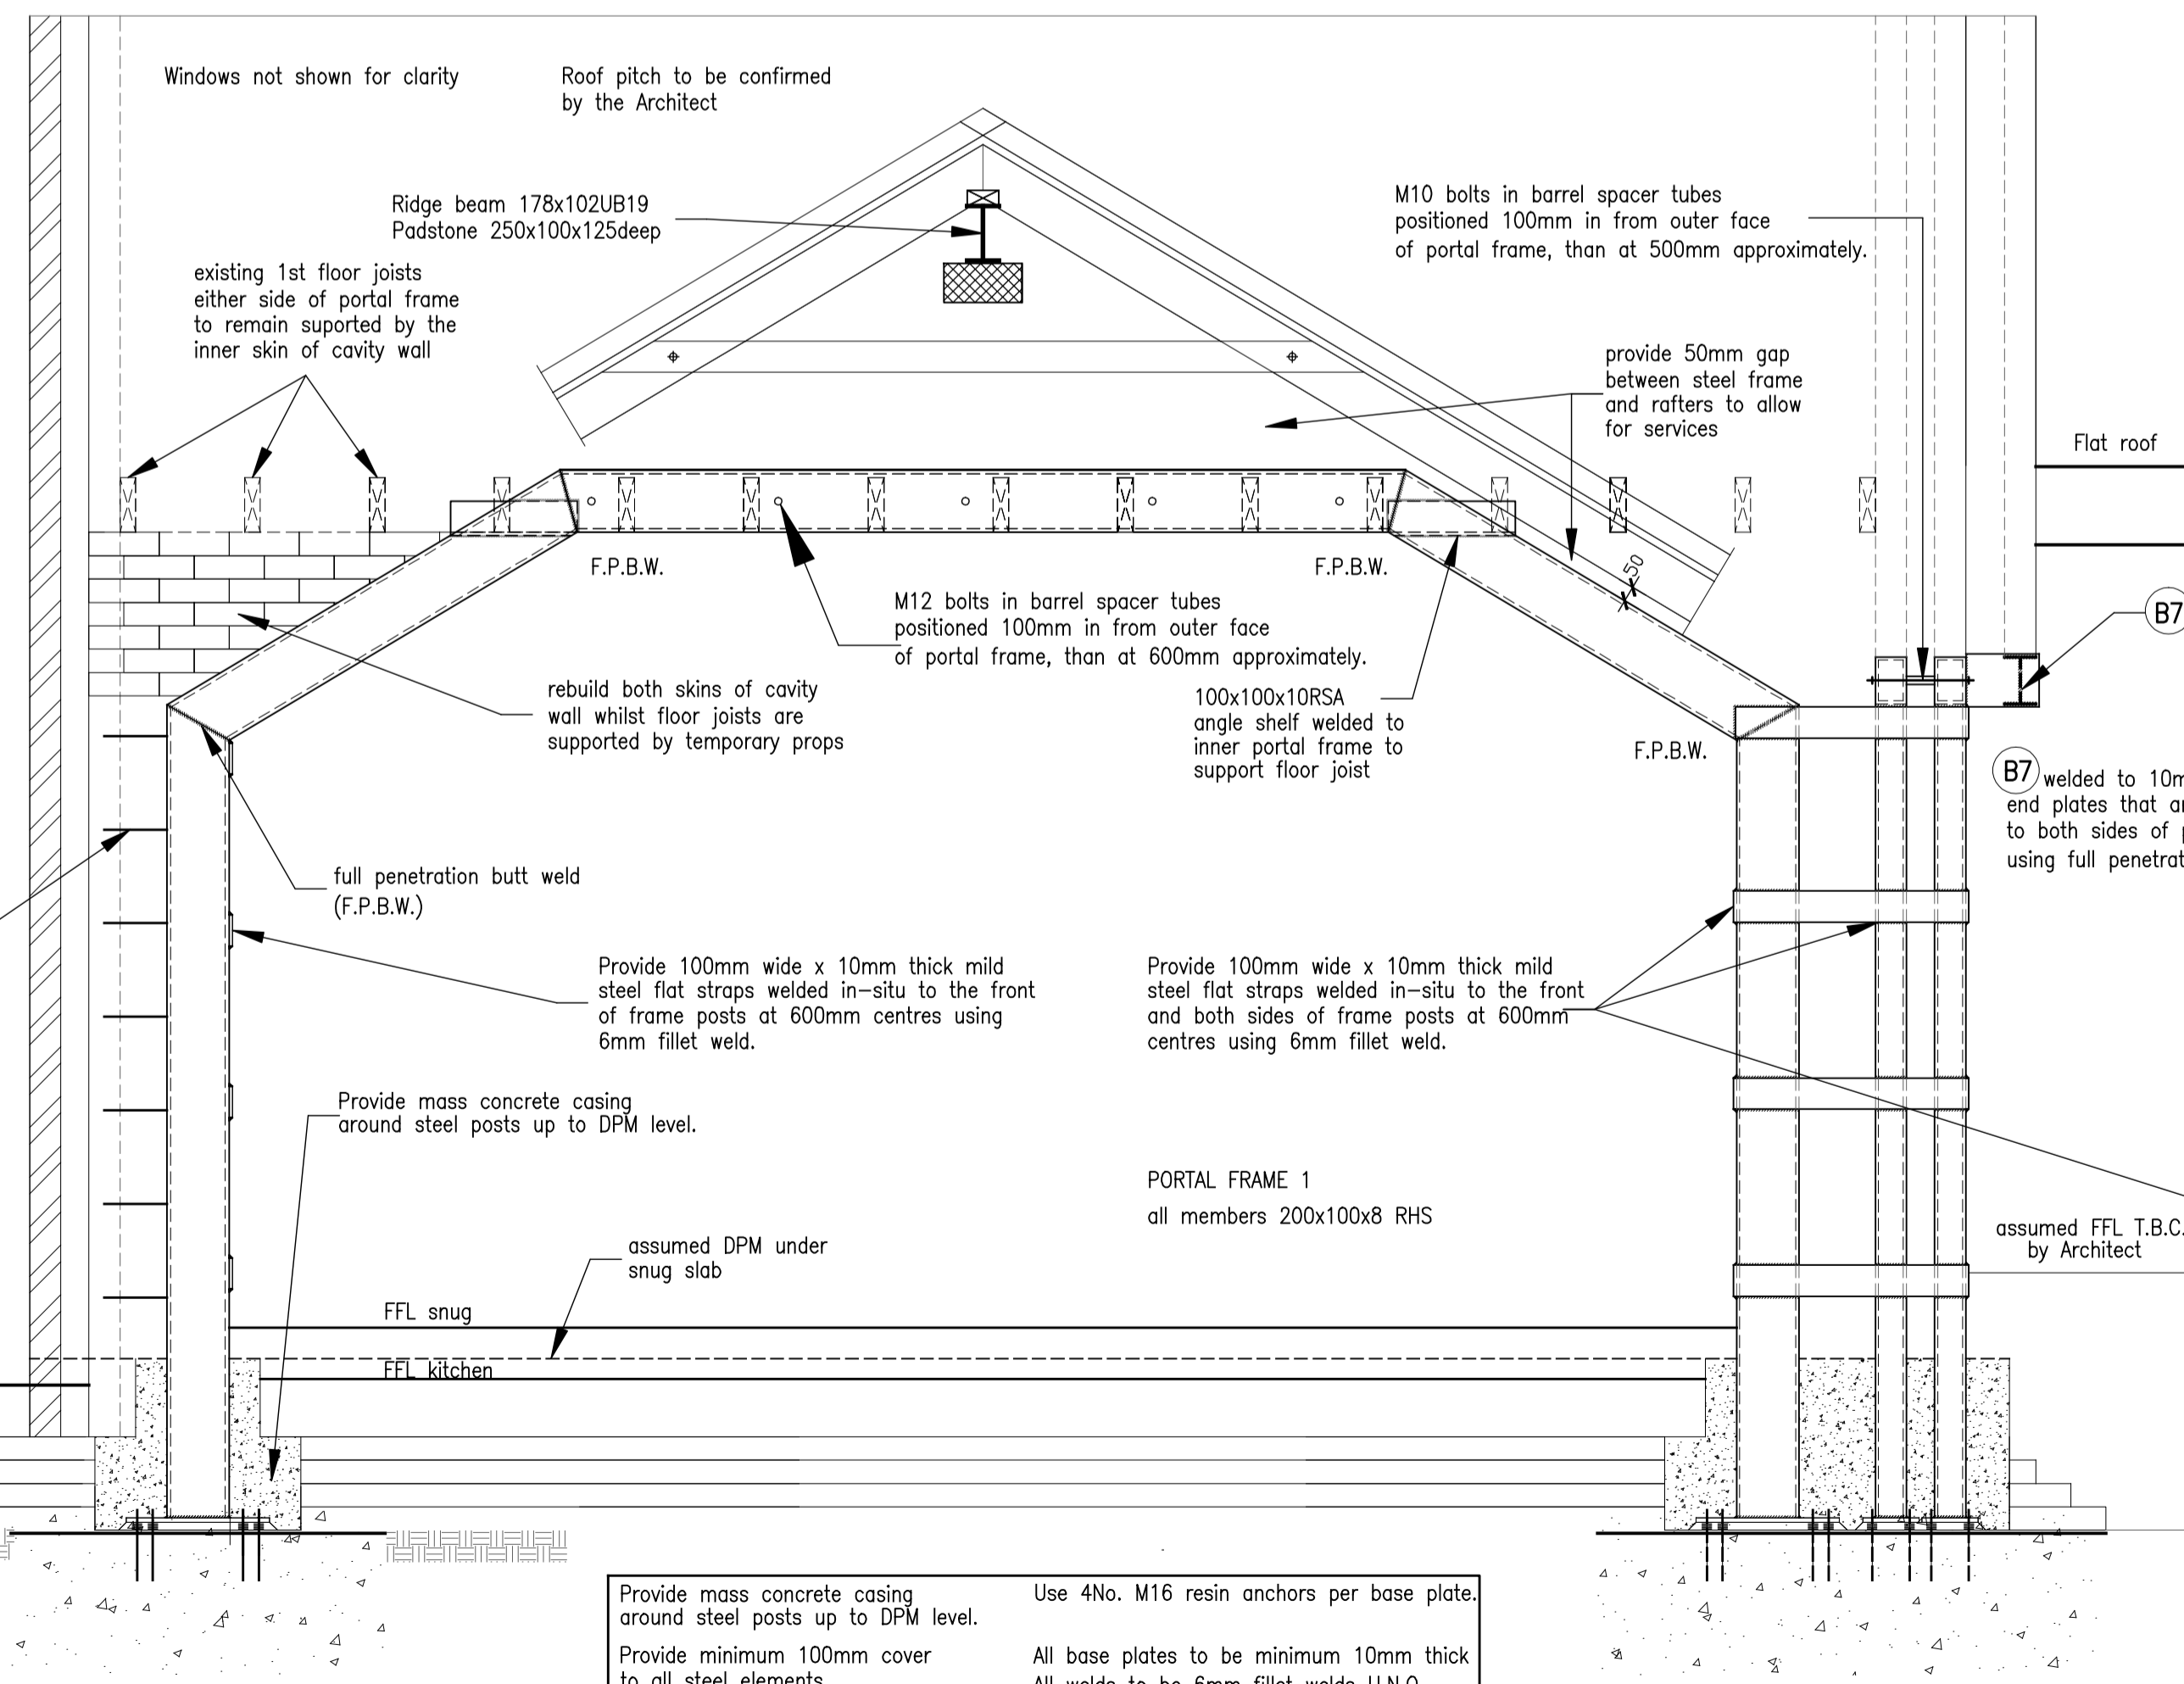 Windows not shown for clarity
Roof pitch to be confirmed
by the Architect
Ridge beam 178x102UB19
Padstone 250x100x125deep
M10 bolts in barrel spacer tubes
positioned 100mm in from outer face
of portal frame, than at 500mm approximately.
existing 1st floor joists
either side of portal frame
to remain suported by the
inner skin of cavity wall
provide 50mm gap
between steel frame
and rafters to allow
for services
Flat roof
F.P.B.W.
F.P.B.W.
50
M12 bolts in barrel spacer tubes
positioned 100mm in from outer face
of portal frame, than at 600mm approximately.
B7
rebuild both skins of cavity
wall whilst floor joists are
supported by temporary props
100x100x10RSA
angle shelf welded to
inner portal frame to
support floor joist
F.P.B.W.
B7 welded to 10m
end plates that
to both sides of
using full
full penetration butt weld
(F.P.B.W.)
Provide 100mm wide x 10mm thick mild
steel flat straps welded in-situ to the front
of frame posts at 600mm centres using
6mm fillet weld.
Provide 100mm wide x 10mm thick mild
steel flat straps welded in-situ to the front
and both sides of frame posts at 600mm
centres using 6mm fillet weld.
Provide mass concrete casing
around steel posts up to DPM level.
PORTAL FRAME 1
all members 200x100x8 RHS
assumed DPM under
snug slab
assumed FFL T.B.C.
by Architect
FFL snug
FFL kitchen
Provide mass concrete casing
around steel posts up to DPM level.
Use 4No. M16 resin anchors per base plate.
Provide minimum 100mm cover
to all steel elements
All base plates to be minimum 10mm thick
All welds to be 6mm fillet welds U.N.O.